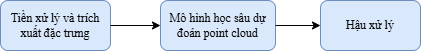 Tiền xử lý và trích
xuất đặc trưng
Mô hình học sâu dự
đoán point cloud
Hậu xử lý